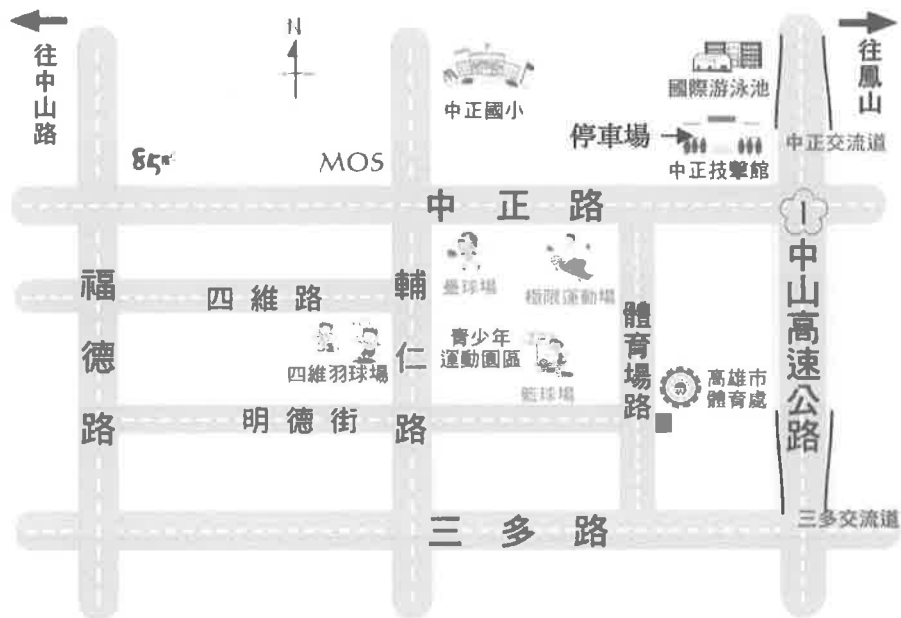 往中山路
N
中正國小
國際游泳池
往鳳山
停車場
中正技擊館
中正交流道
85
MOS
中正路
1
中山高速公路
福德路
四維路
輔仁路
壘球場
極限運動場
體育場路
四維羽球場
青少年
運動園區
籃球場
高雄市
體育處
明德街
三多路
三多交流道